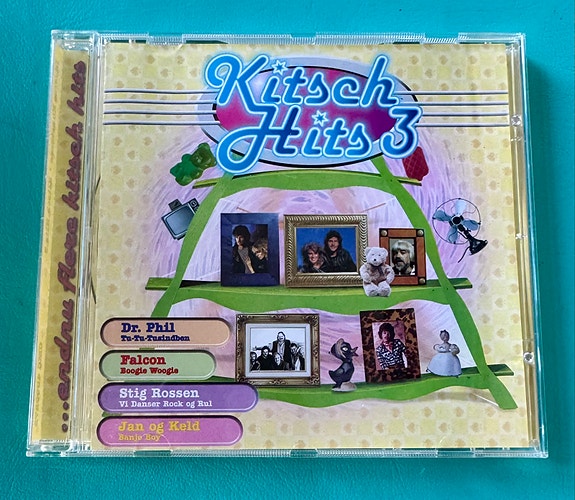 Kitsch
Hits 3
...endnu flere kitsch hits
Dr. Phil
Tu-Tu-Tusindben
Falcon
Boogie Woogie
Stig Rossen
Vi Danser Rock og Rul
Jan og Keld
Banjo Boy